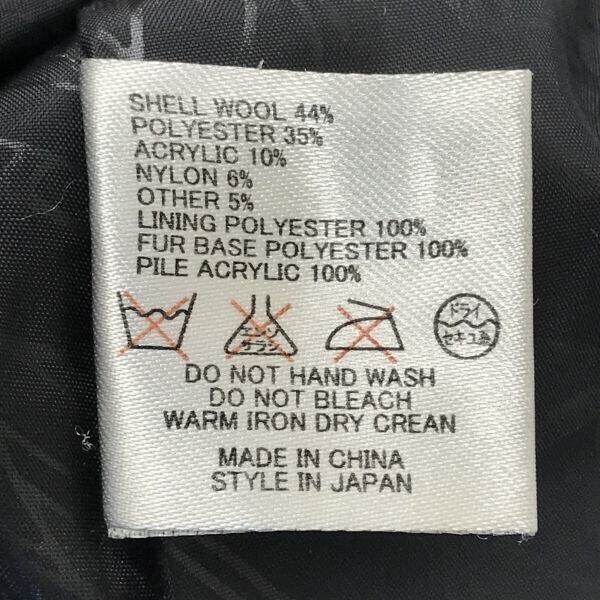 SHELL WOOL 44%
POLYESTER 35%
ACRYLIC 10%
NYLON 6%
OTHER 5%
LINING POLYESTER 100%
FUR BASE POLYESTER 100%
PILE ACRYLIC 100%
エンソ サラシ
ドライ セキユ系
DO NOT HAND WASH
DO NOT BLEACH
WARM IRON DRY CREAN
MADE IN CHINA
STYLE IN JAPAN